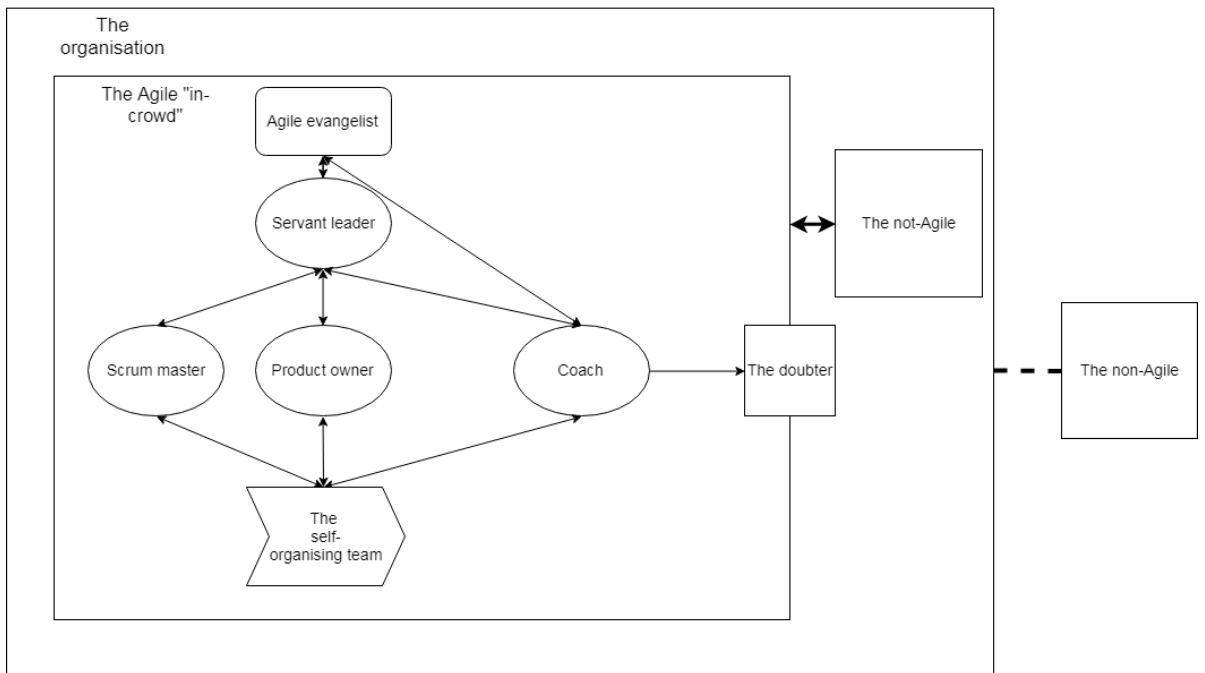 The
organisation
The Agile "in-
crowd"
Agile evangelist
Servant leader
The not-Agile
Scrum master
Product owner
Coach
The doubter
The non-Agile
The
self-
organising team